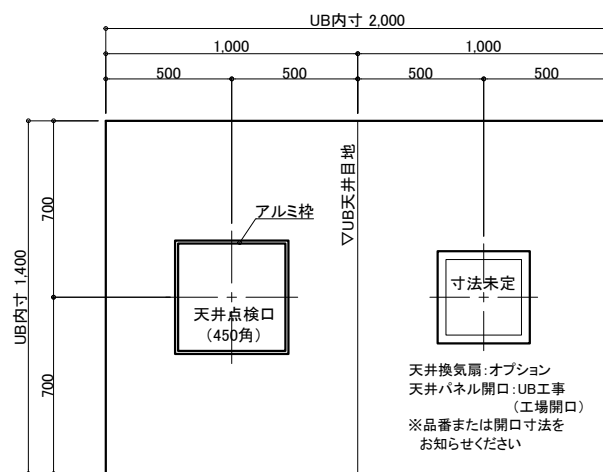 UB内寸 2,000
1,000
1,000
500
500
500
500
UB内寸 1,400
700
700
アルミ枠
▽UB天井目地
天井点検口
(450角)
寸法未定
天井換気扇:オプション
天井パネル開口:UB工事
(工場開口)
※品番または開口寸法を
お知らせください